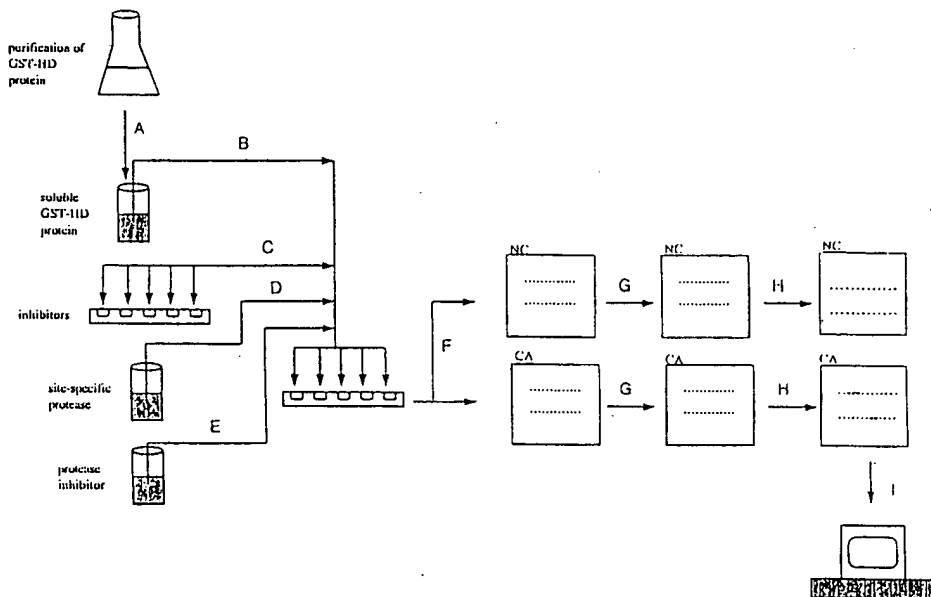 purification of
GST-HD
protein
A
B
soluble
GST-HD
protein
C
D
inhibitors
site-specific
protease
E
protease
inhibitor
F
NC
G
NC
H
NC
CA
G
CA
H
CA
I